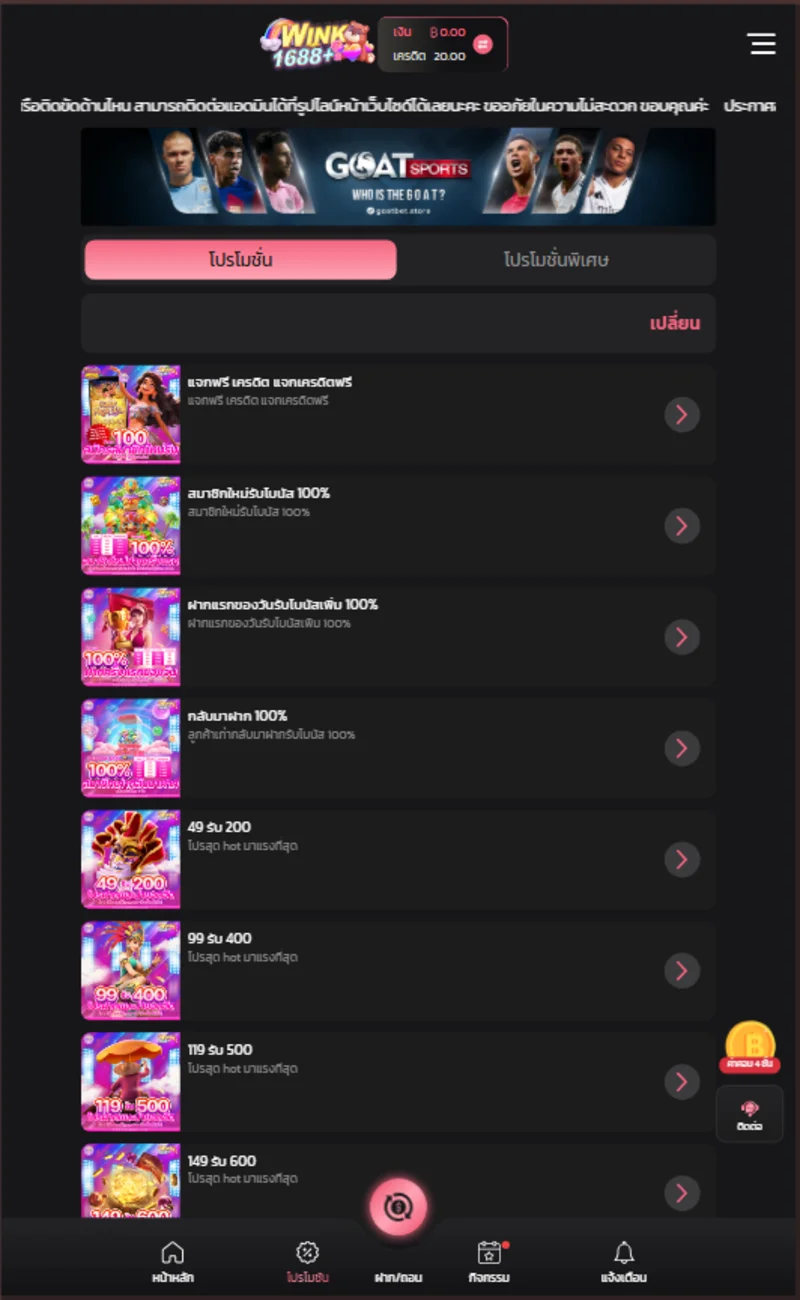 WINK
1688+
เงิน ฿0.00
เครดิต 20.00
รือติดขัดด้านไหน สามารถติดต่อแอดมินได้ที่รูปไลน์หน้าเว็บไซต์ได้เลยนะคะ ขออภัยในความไม่สะดวก ขอบคุณค่ะ ประกาศ
GOAT SPORTS
WHO IS THE GOAT?
goatbet.store
โปรโมชั่น
โปรโมชั่นพิเศษ
เปลี่ยน
แจกฟรี เครดิต แจกเครดิตฟรี
แจกฟรี เครดิต แจกเครดิตฟรี
100
สมาชิกใหม่รับโบนัส 100%
สมาชิกใหม่รับโบนัส 100%
100%
ฝากแรกของวันรับโบนัสเพิ่ม 100%
ฝากแรกของวันรับโบนัสเพิ่ม 100%
100%
กลับมาฝาก 100%
ลูกค้าเก่ากลับมาฝากรับโบนัส 100%
100%
49 รับ 200
โปรสุด hot มาแรงที่สุด
49 รับ 200
99 รับ 400
โปรสุด hot มาแรงที่สุด
99 รับ 400
119 รับ 500
โปรสุด hot มาแรงที่สุด
119 รับ 500
149 รับ 600
โปรสุด hot มาแรงที่สุด
149 รับ 600
ค่าคอม 4 ชั้น
ติดต่อ
หน้าหลัก
โปรโมชั่น
ฝาก/ถอน
กิจกรรม
แจ้งเตือน